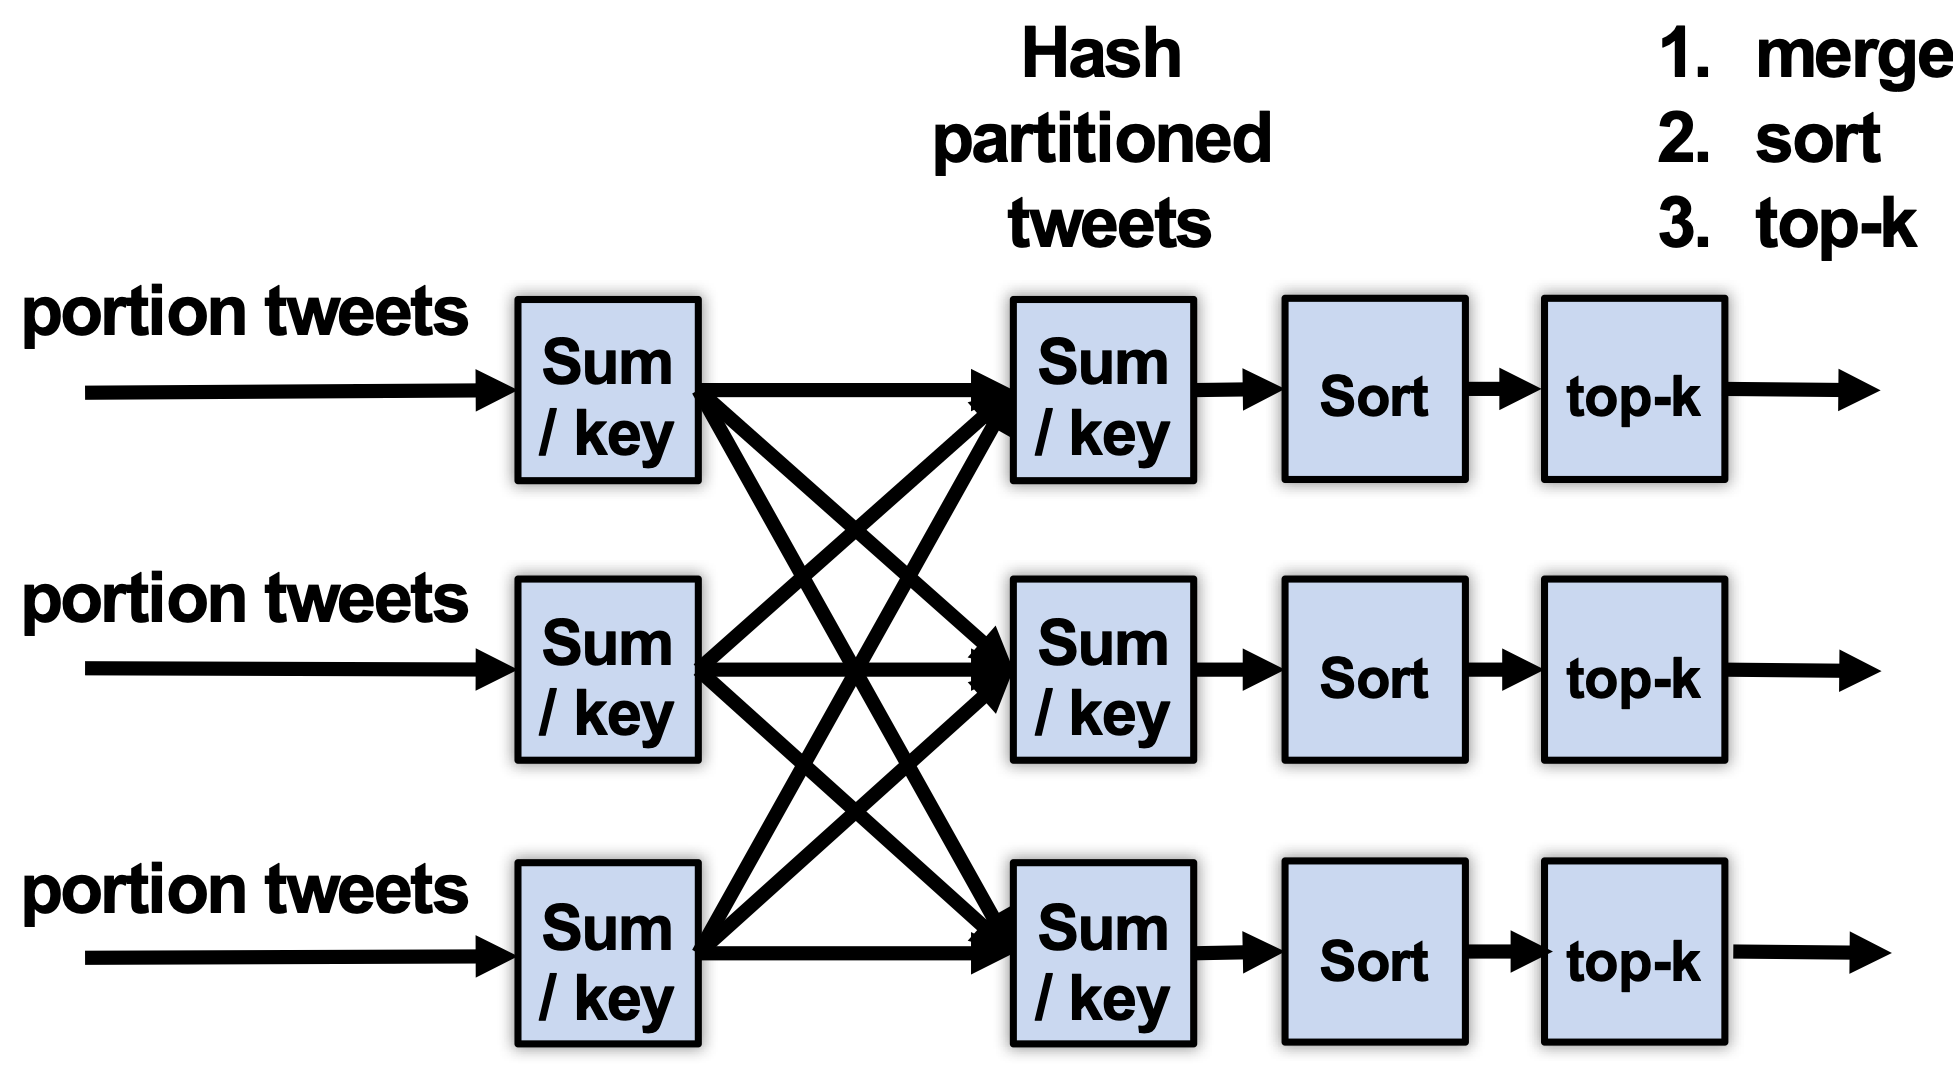 Hash
partitioned
tweets
1. merge
2. sort
3. top-k
portion tweets
Sum
/ key
Sum
/ key
Sort
top-k
portion tweets
Sum
/ key
Sum
/ key
Sort
top-k
portion tweets
Sum
/ key
Sum
/ key
Sort
top-k